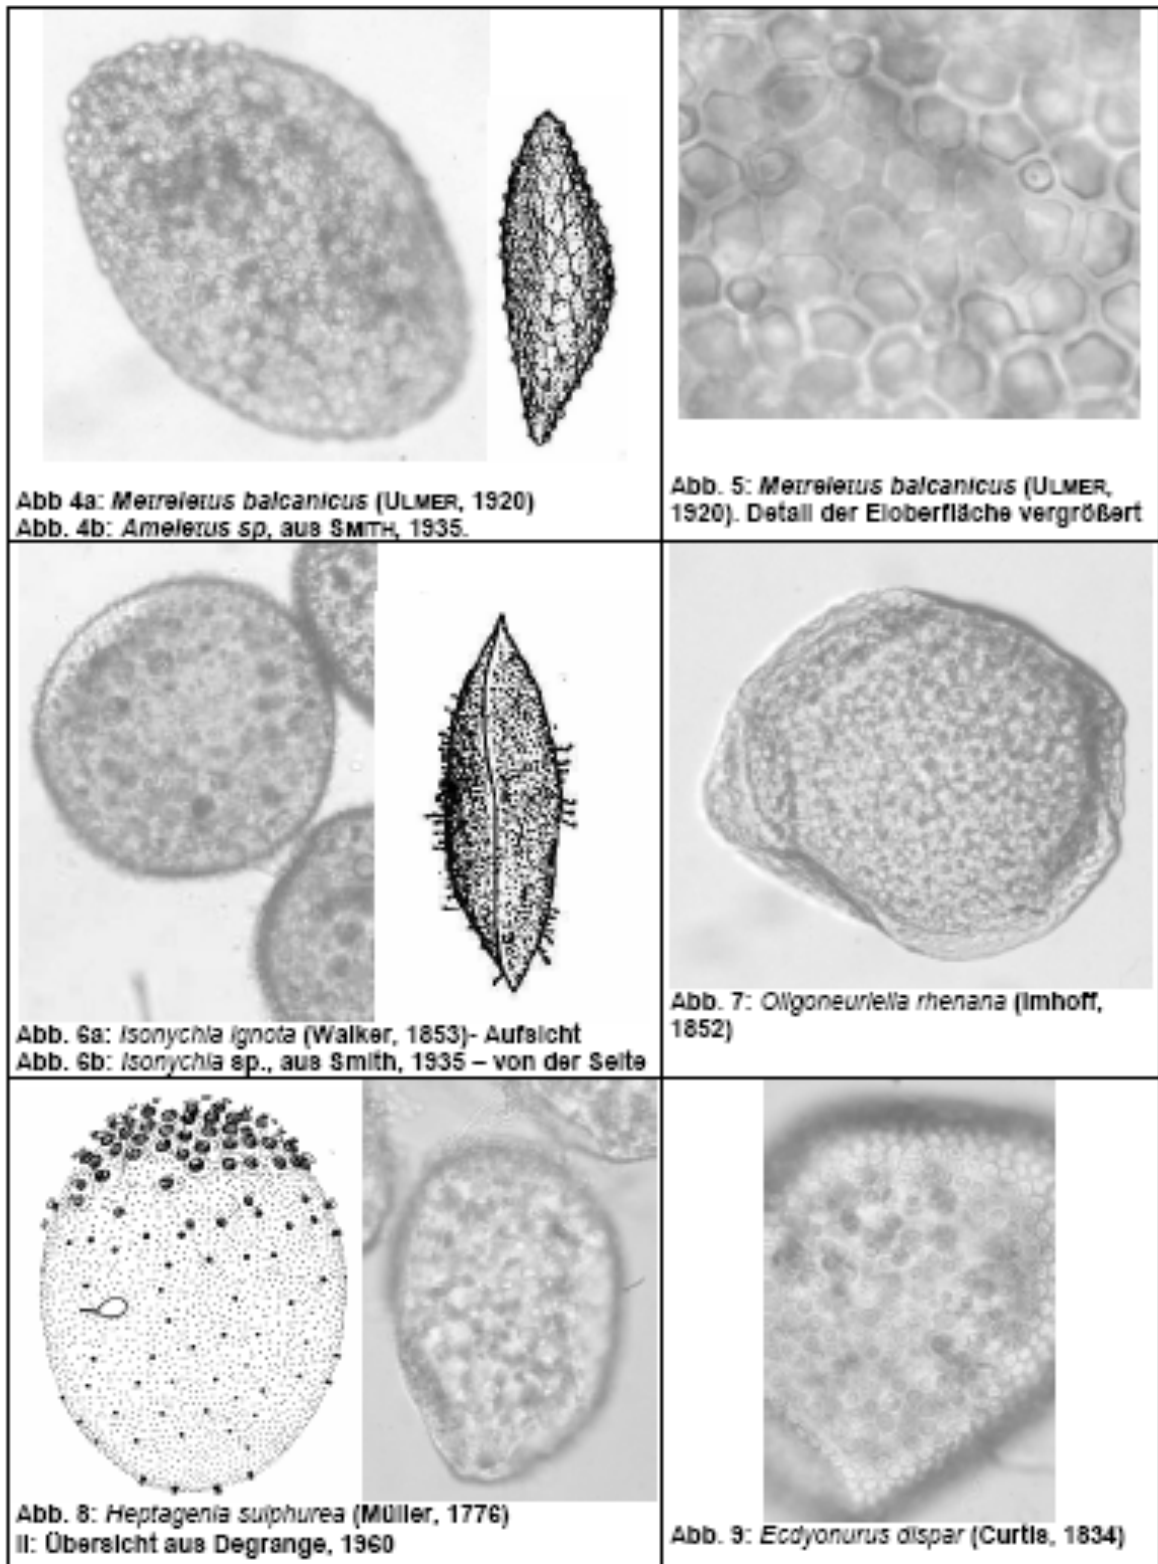 Abb 4a: Metreletus balcanicus (ULMER, 1920)
Abb. 4b: Ameletus sp, aus SMITH, 1935.
Abb. 5: Metreletus balcanicus (ULMER,
1920). Detail der Eioberfläche vergrößert
Abb. 6a: Isonychia ignota (Walker, 1853)- Aufsicht
Abb. 6b: Isonychia sp., aus Smith, 1935 – von der Seite
Abb. 7: Oligoneuriella rhenana (Imhoff,
1852)
Abb. 8: Heptagenia sulphurea (Müller, 1776)
li: Übersicht aus Degrange, 1960
Abb. 9: Ecdyonurus dispar (Curtis, 1834)